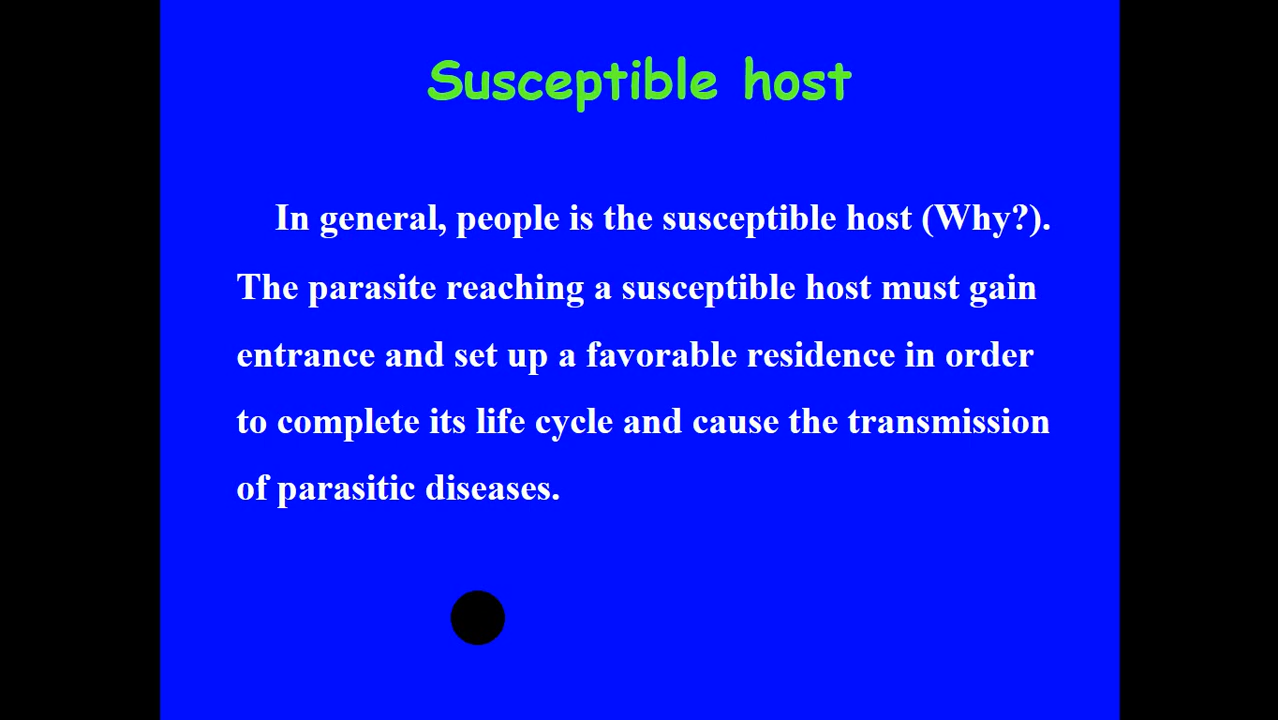 Susceptible host
In general, people is the susceptible host (Why?).
The parasite reaching a susceptible host must gain
entrance and set up a favorable residence in order
to complete its life cycle and cause the transmission
of parasitic diseases.